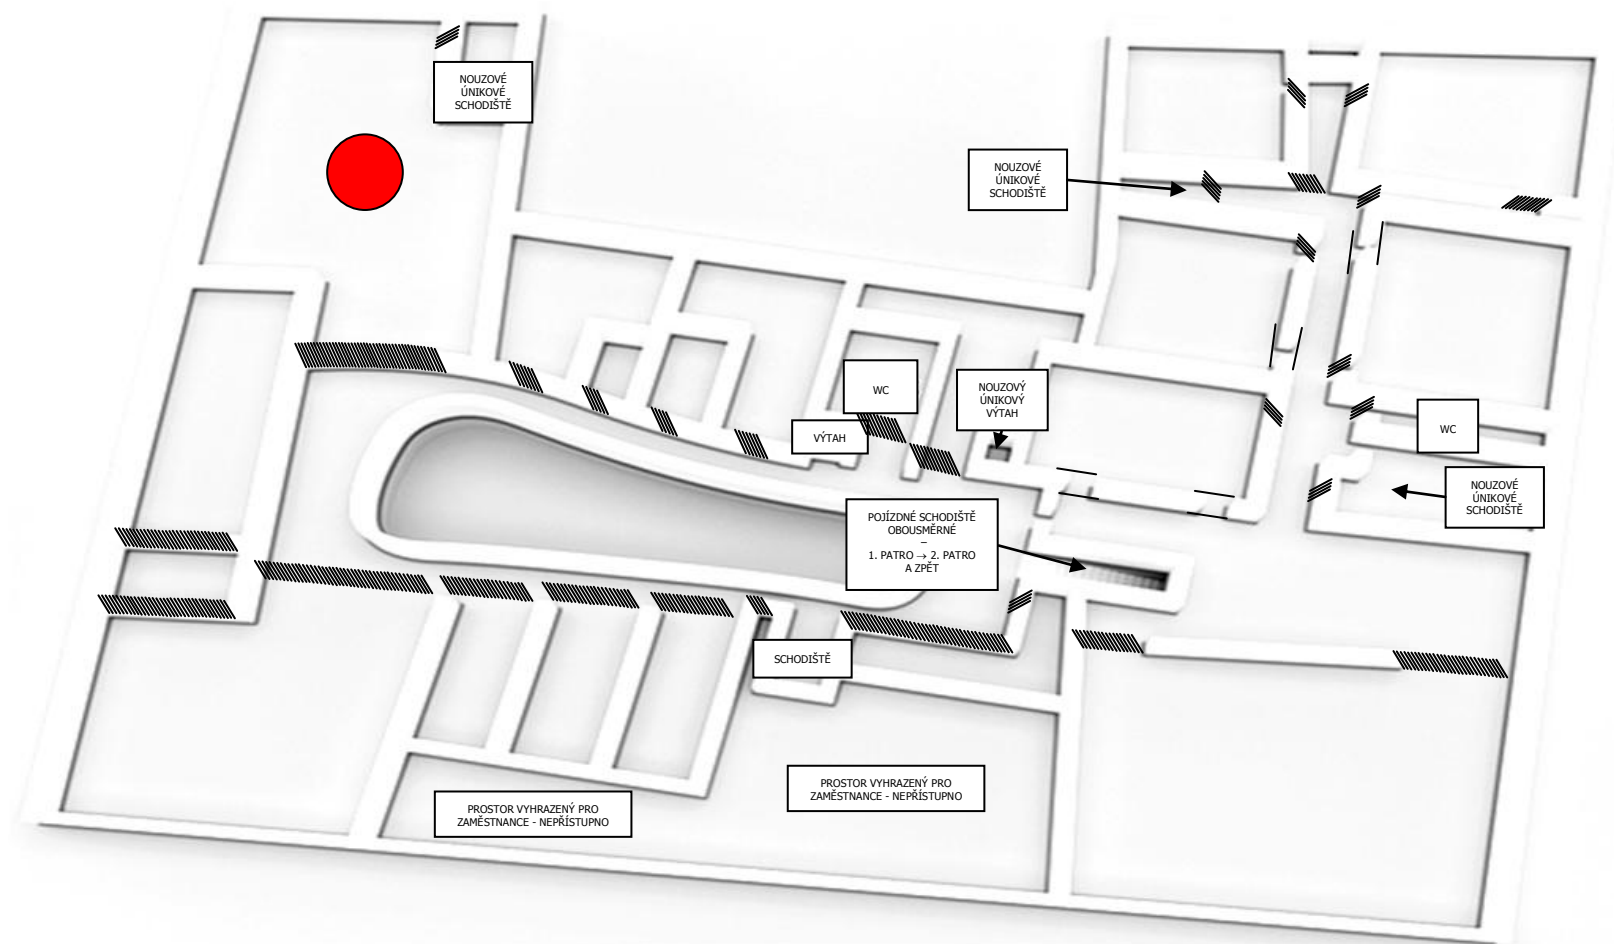 NOUZOVÉ
ÚNIKOVÉ
SCHODIŠTĚ
NOUZOVÉ
ÚNIKOVÉ
SCHODIŠTĚ
WC
NOUZOVÝ
ÚNIKOVÝ
VÝTAH
VÝTAH
WC
NOUZOVÉ
ÚNIKOVÉ
SCHODIŠTĚ
POJÍZDNÉ SCHODIŠTĚ
OBOUSMĚRNÉ
–
1. PATRO → 2. PATRO
A ZPĚT
SCHODIŠTĚ
PROSTOR VYHRAZENÝ PRO
ZAMĚSTNANCE - NEPŘÍSTUPNO
PROSTOR VYHRAZENÝ PRO
ZAMĚSTNANCE - NEPŘÍSTUPNO